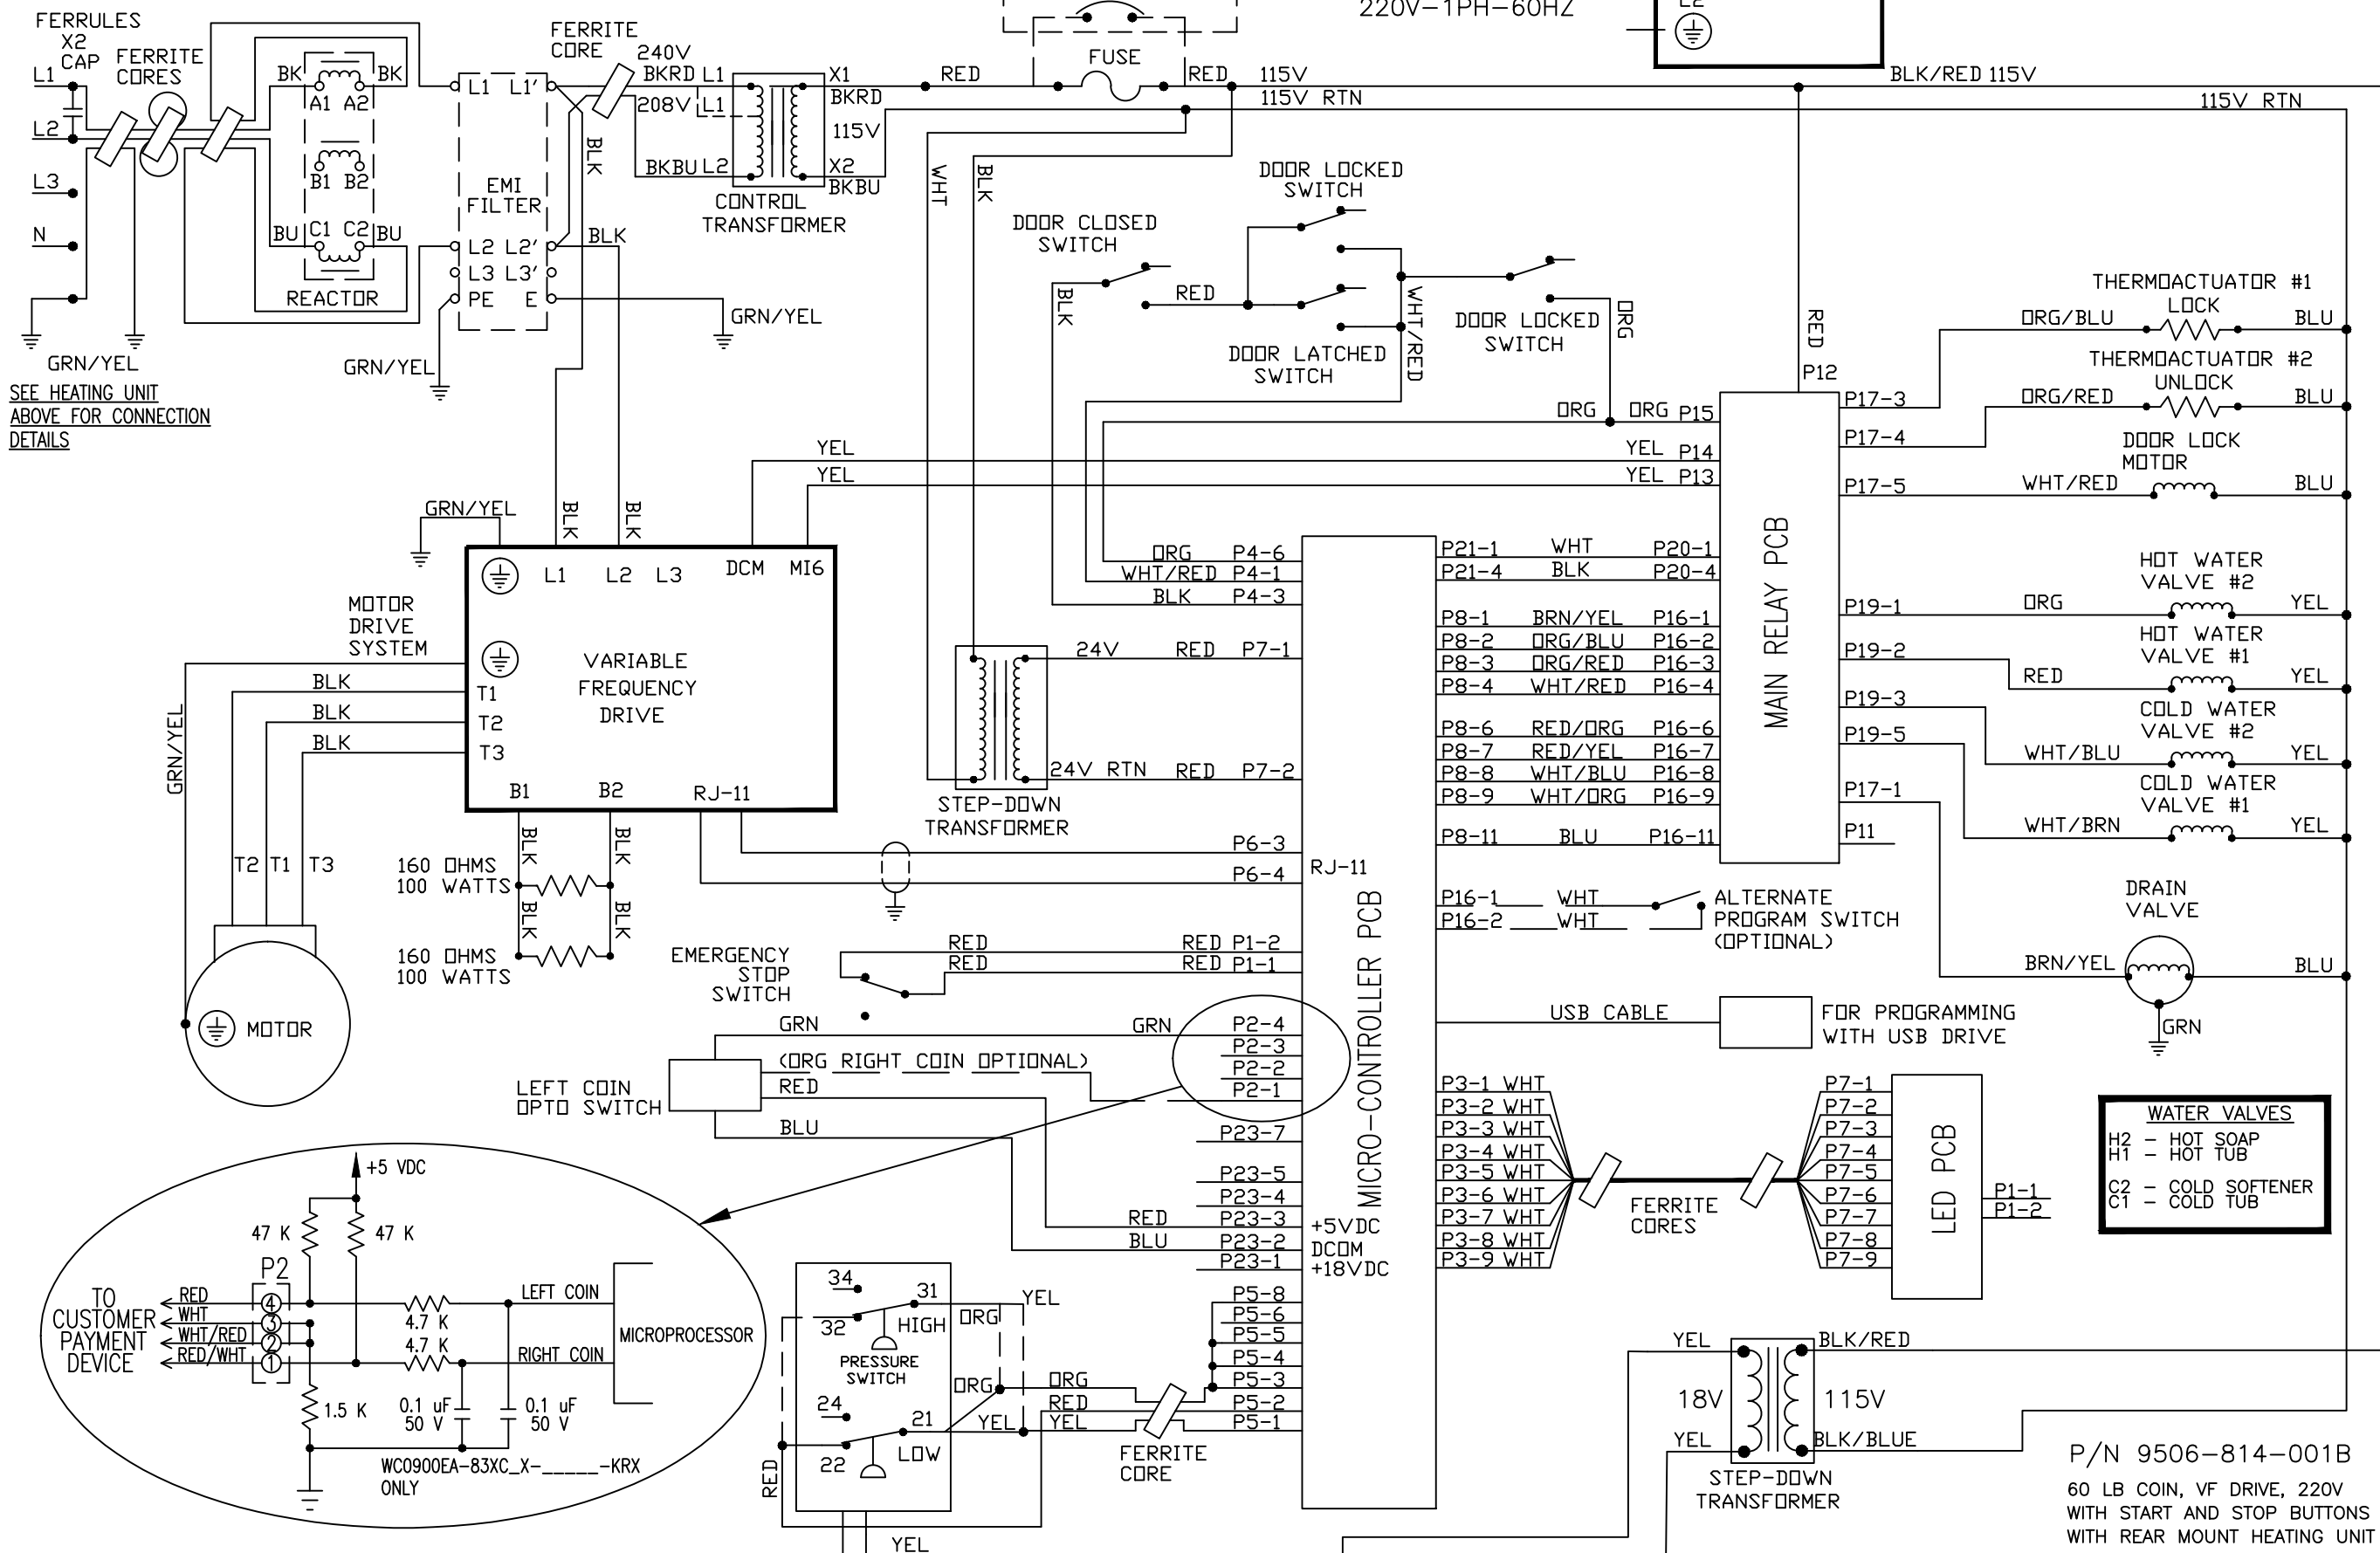 220V-1PH-60HZ
L2
FERRULES
X2
CAP
FERRITE
CORES
L1
L2
L3
N
GRN/YEL
SEE HEATING UNIT
ABOVE FOR CONNECTION
DETAILS
BK
BK
A1 A2
B1 B2
BU
C1 C2
BU
REACTOR
L1 L1'
EMI
FILTER
L2 L2'
L3 L3'
PE E
GRN/YEL
GRN/YEL
BLK
BLK
FERRITE
CORE
240V
BKRD L1
208V L1
BKBU L2
X1
BKRD
115V
X2
BKBU
CONTROL
TRANSFORMER
RED
FUSE
RED
115V
115V RTN
BLK/RED 115V
115V RTN
WHT
BLK
DOOR LOCKED
SWITCH
DOOR CLOSED
SWITCH
BLK
RED
DOOR LATCHED
SWITCH
WHT/RED
DOOR LOCKED
SWITCH
ORG
RED
P12
ORG
ORG P15
YEL
YEL P14
YEL
YEL P13
MAIN RELAY PCB
P17-3
P17-4
P17-5
P19-1
P19-2
P19-3
P19-5
P17-1
P11
THERMOACTUATOR #1
LOCK
ORG/BLU
BLU
THERMOACTUATOR #2
UNLOCK
ORG/RED
BLU
DOOR LOCK
MOTOR
WHT/RED
BLU
HOT WATER
VALVE #2
ORG
YEL
HOT WATER
VALVE #1
RED
YEL
COLD WATER
VALVE #2
WHT/BLU
YEL
COLD WATER
VALVE #1
WHT/BRN
YEL
DRAIN
VALVE
BRN/YEL
BLU
GRN
GRN/YEL
BLK
BLK
MOTOR
DRIVE
SYSTEM
L1 L2 L3 DCM MI6
VARIABLE
FREQUENCY
DRIVE
T1
T2
T3
B1 B2 RJ-11
BLK
BLK
BLK
GRN/YEL
T2 T1 T3
MOTOR
BLK
BLK
160 OHMS
100 WATTS
BLK
BLK
160 OHMS
100 WATTS
ORG P4-6
WHT/RED P4-1
BLK P4-3
24V RED P7-1
24V RTN RED P7-2
STEP-DOWN
TRANSFORMER
P6-3
P6-4
RJ-11
MICRO-CONTROLLER PCB
P21-1 WHT P20-1
P21-4 BLK P20-4
P8-1 BRN/YEL P16-1
P8-2 ORG/BLU P16-2
P8-3 ORG/RED P16-3
P8-4 WHT/RED P16-4
P8-6 RED/ORG P16-6
P8-7 RED/YEL P16-7
P8-8 WHT/BLU P16-8
P8-9 WHT/ORG P16-9
P8-11 BLU P16-11
P16-1 WHT
P16-2 WHT
ALTERNATE
PROGRAM SWITCH
(OPTIONAL)
EMERGENCY
STOP
SWITCH
RED
RED P1-2
RED
RED P1-1
GRN
GRN P2-4
P2-3
P2-2
P2-1
(ORG RIGHT COIN OPTIONAL)
RED
BLU
LEFT COIN
OPTO SWITCH
P23-7
P23-5
P23-4
RED P23-3 +5VDC
BLU P23-2 DCOM
P23-1 +18VDC
USB CABLE
FOR PROGRAMMING
WITH USB DRIVE
P3-1 WHT
P3-2 WHT
P3-3 WHT
P3-4 WHT
P3-5 WHT
P3-6 WHT
P3-7 WHT
P3-8 WHT
P3-9 WHT
FERRITE
CORES
P7-1
P7-2
P7-3
P7-4
P7-5
P7-6
P7-7
P7-8
P7-9
LED PCB
P1-1
P1-2
WATER VALVES
H2 - HOT SOAP
H1 - HOT TUB
C2 - COLD SOFTENER
C1 - COLD TUB
+5 VDC
47 K
47 K
P2
TO
CUSTOMER
PAYMENT
DEVICE
RED
WHT
WHT/RED
RED/WHT
4
3
2
1
4.7 K
4.7 K
LEFT COIN
RIGHT COIN
MICROPROCESSOR
1.5 K
0.1 uF
50 V
0.1 uF
50 V
WC0900EA-83XC_X-_____-KRX
ONLY
34
31
32
HIGH
PRESSURE
SWITCH
24
21
22
LOW
RED
ORG
YEL
ORG
YEL
ORG
RED
YEL
FERRITE
CORE
P5-8
P5-6
P5-5
P5-4
P5-3
P5-2
P5-1
YEL
YEL
BLK/RED
18V
115V
YEL
BLK/BLUE
STEP-DOWN
TRANSFORMER
P/N 9506-814-001B
60 LB COIN, VF DRIVE, 220V
WITH START AND STOP BUTTONS
WITH REAR MOUNT HEATING UNIT